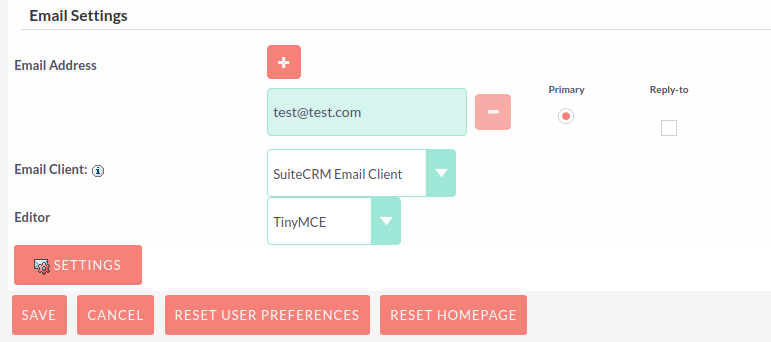 Email Settings
Email Address
Primary
Reply-to
test@test.com
Email Client:
SuiteCRM Email Client
Editor
TinyMCE
SETTINGS
SAVE CANCEL RESET USER PREFERENCES RESET HOMEPAGE